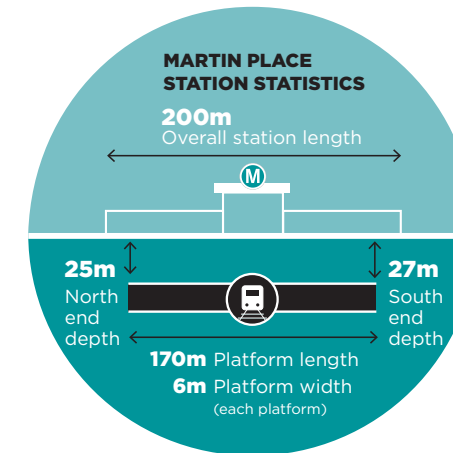 MARTIN PLACE
STATION STATISTICS
200m
Overall station length
M
25m
North
end
depth
27m
South
end
depth
170m Platform length
6m Platform width
(each platform)